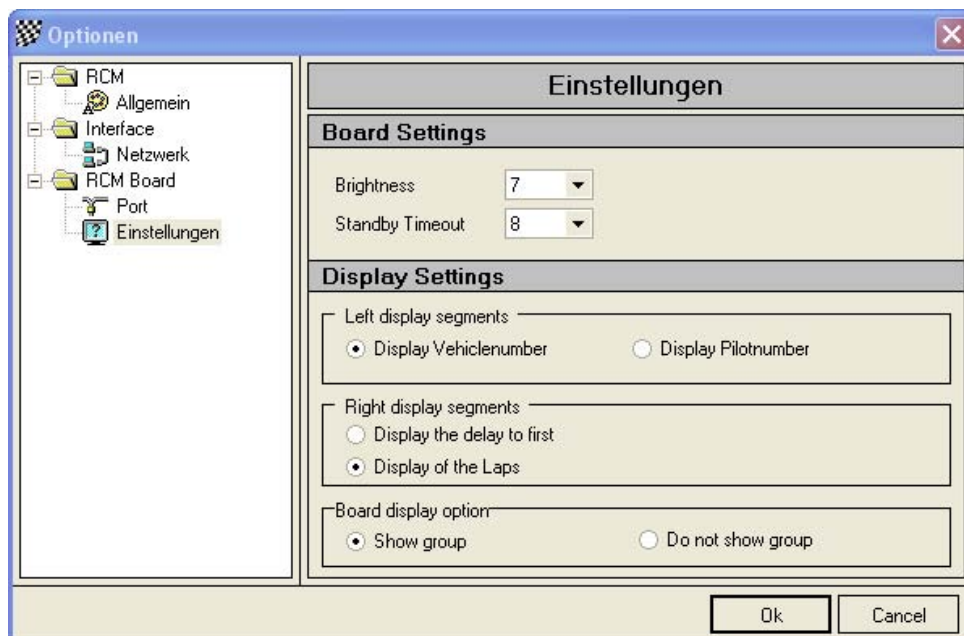 Optionen
RCM
Allgemein
Interface
Netzwerk
RCM Board
Port
Einstellungen
Einstellungen
Board Settings
Brightness 7
Standby Timeout 8
Display Settings
Left display segments
Display Vehiclenumber Display Pilotnumber
Right display segments
Display the delay to first
Display of the Laps
Board display option
Show group Do not show group
Ok Cancel